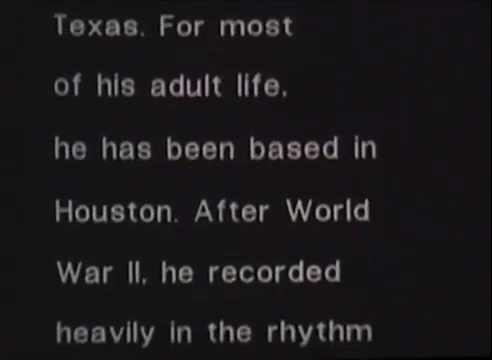 Texas. For most
of his adult life,
he has been based in
Houston. After World
War II, he recorded
heavily in the rhythm